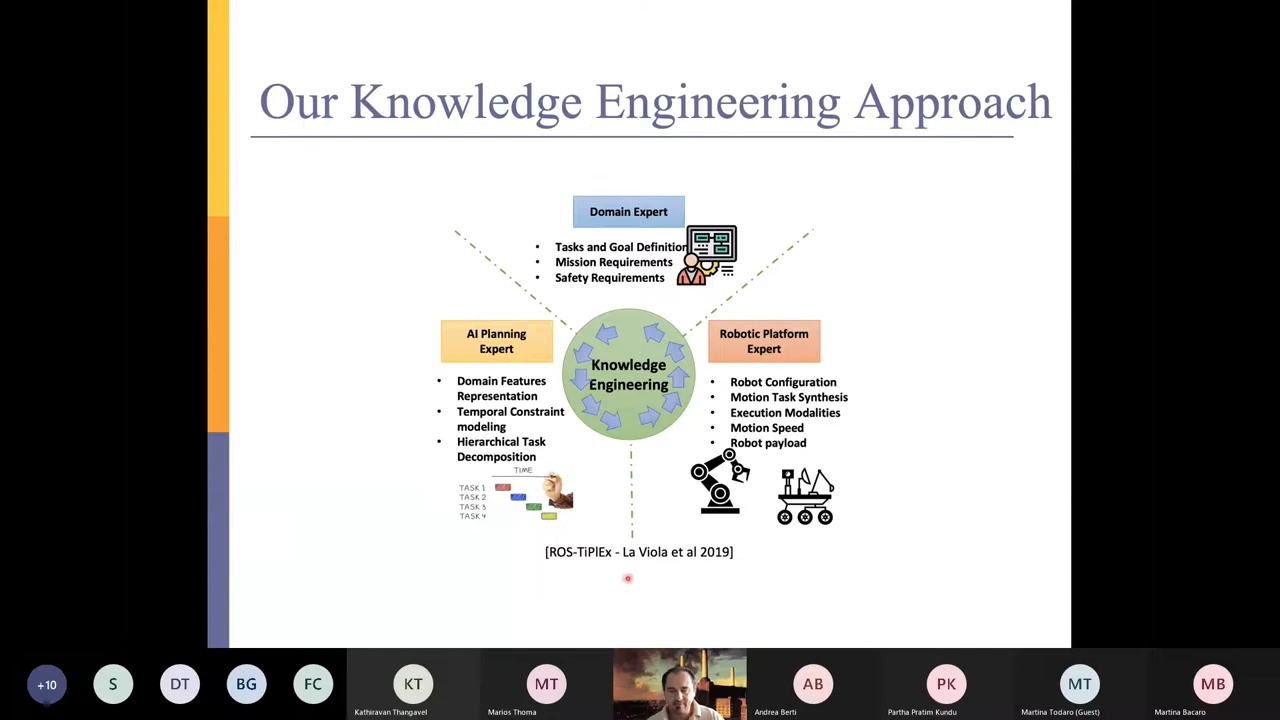 Our Knowledge Engineering Approach
Domain Expert
• Tasks and Goal Definition
• Mission Requirements
• Safety Requirements
AI Planning
Expert
• Domain Features
Representation
• Temporal Constraint
modeling
• Hierarchical Task
Decomposition
Knowledge
Engineering
Robotic Platform
Expert
• Robot Configuration
• Motion Task Synthesis
• Execution Modalities
• Motion Speed
• Robot payload
TIME
TASK 1
TASK 2
TASK 3
TASK 4
[ROS-TiPlEx - La Viola et al 2019]
+10
S
DT
BG
FC
KT
Kathiravan Thangavel
MT
Marios Thoma
AB
Andrea Berti
PK
Partha Pratim Kundu
MT
Martina Todaro (Guest)
MB
Martina Bacaro